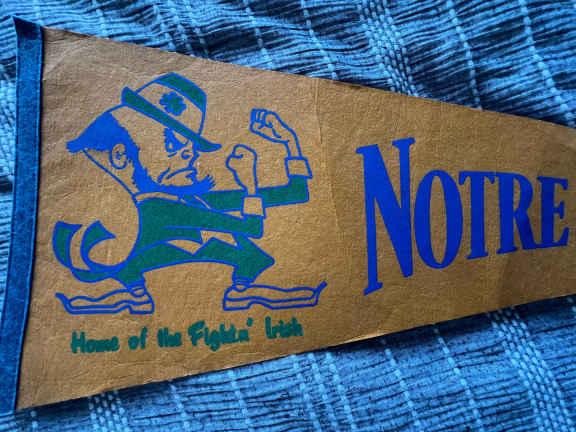 NOTRE
Home of the Fightin' Irish